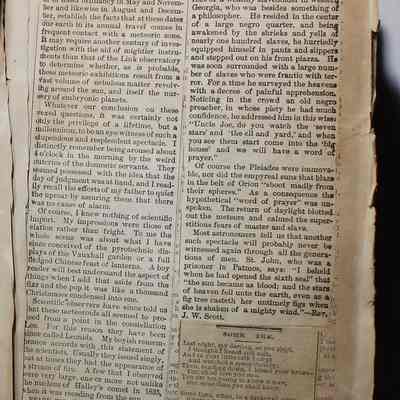 or in
ber and likewise in August and Decem-
ber, establish the facts that at these dates
our earth in its annual travel comes in
frequent contact with a meteoric zone.
It may require another century of inves-
tigation with the aid of mightier instru-
ments than that of the Lick observatory
to determine whether, as is probable,
these meteoric exhibitions result from a
vast volume of nebulous matter revolv-
ing around the sun, and itself the nur-
sery of embryonic planets.
Whatever our conclusion on these
vexed questions, it was certainly not
only the privilege of a lifetime, but a
millennium, to be an eye witness of such a
stupendous and resplendent spectacle. I
distinctly remember being aroused about
4 o'clock in the morning by the weird
outcries of the domestic servants. They
seemed possessed with the idea that the
day of judgment was at hand, and I read-
ily recall the efforts of my father to quiet
the uproar by assuring them that there
was no cause of alarm.
Of course, I knew nothing of scientific
import. My impressions were those of
elation rather than fright. To me the
whole scene was about what I have
since conceived of the pyrotechnic dis-
plays of the Vauxhall garden or a full
fledged Chinese feast of lanterns. A boy
reader will best understand the aspect of
things when I add that aside from the
fizz and the pop it was like a thousand
Christmases condensed into one.
Scientific observers have since told us
that these meteoroids all seemed to pro-
ceed from a point in the constellation
Leo. For this reason they have been
since called Leonids. My boyish remem-
brance accords with this statement of
the scientist. Usually they issued singly,
but at times they had the appearance of
a stream of fire. A few that I observed
were very large, one or more not unlike
the nucleus of Halley's comet in 1835,
Georgia, who was besides something of
a philosopher. He resided in the center
of a large negro quarter, and being
awakened by the shrieks and yells of
nearly one hundred slaves, he hurriedly
equipped himself in pants and slippers
and stepped out on his front piazza. He
was soon surrounded with a large num-
ber of slaves who were frantic with ter-
ror. For a time he surveyed the heavens
with a decree of painful apprehension.
Noticing in the crowd an old negro
preacher, in whose piety he had much
confidence, he addressed him in this wise:
"Uncle Joe, do you watch the 'seven
stars' and 'the ell and yard,' and when
you see them start come into the 'big
house' and we will have a word of
prayer."
Of course the Pleiades were immova-
ble, nor did the empyreal suns that blaze
in the belt of Orion "shoot madly from
their spheres." As a consequence the
hypothetical "word of prayer" was un-
spoken. The return of daylight blotted
out the meteors and calmed the super-
stitious fears of master and slave.
Most astronomers tell us that another
such spectacle will probably never be
witnessed again through all the genera-
tions of men. St. John, who was a
prisoner in Patmos, says: "I beheld
when he had opened the sixth seal" that
"the sun became as blood; and the stars
of heaven fell unto the earth, even as a
fig tree casteth her untimely figs when
she is shaken of a mighty wind."—Rev.
J. W. Scott.
SOME DAY.
Last night, my darling, as you slept,
I thought I heard you sigh,
And to your little crib I crept